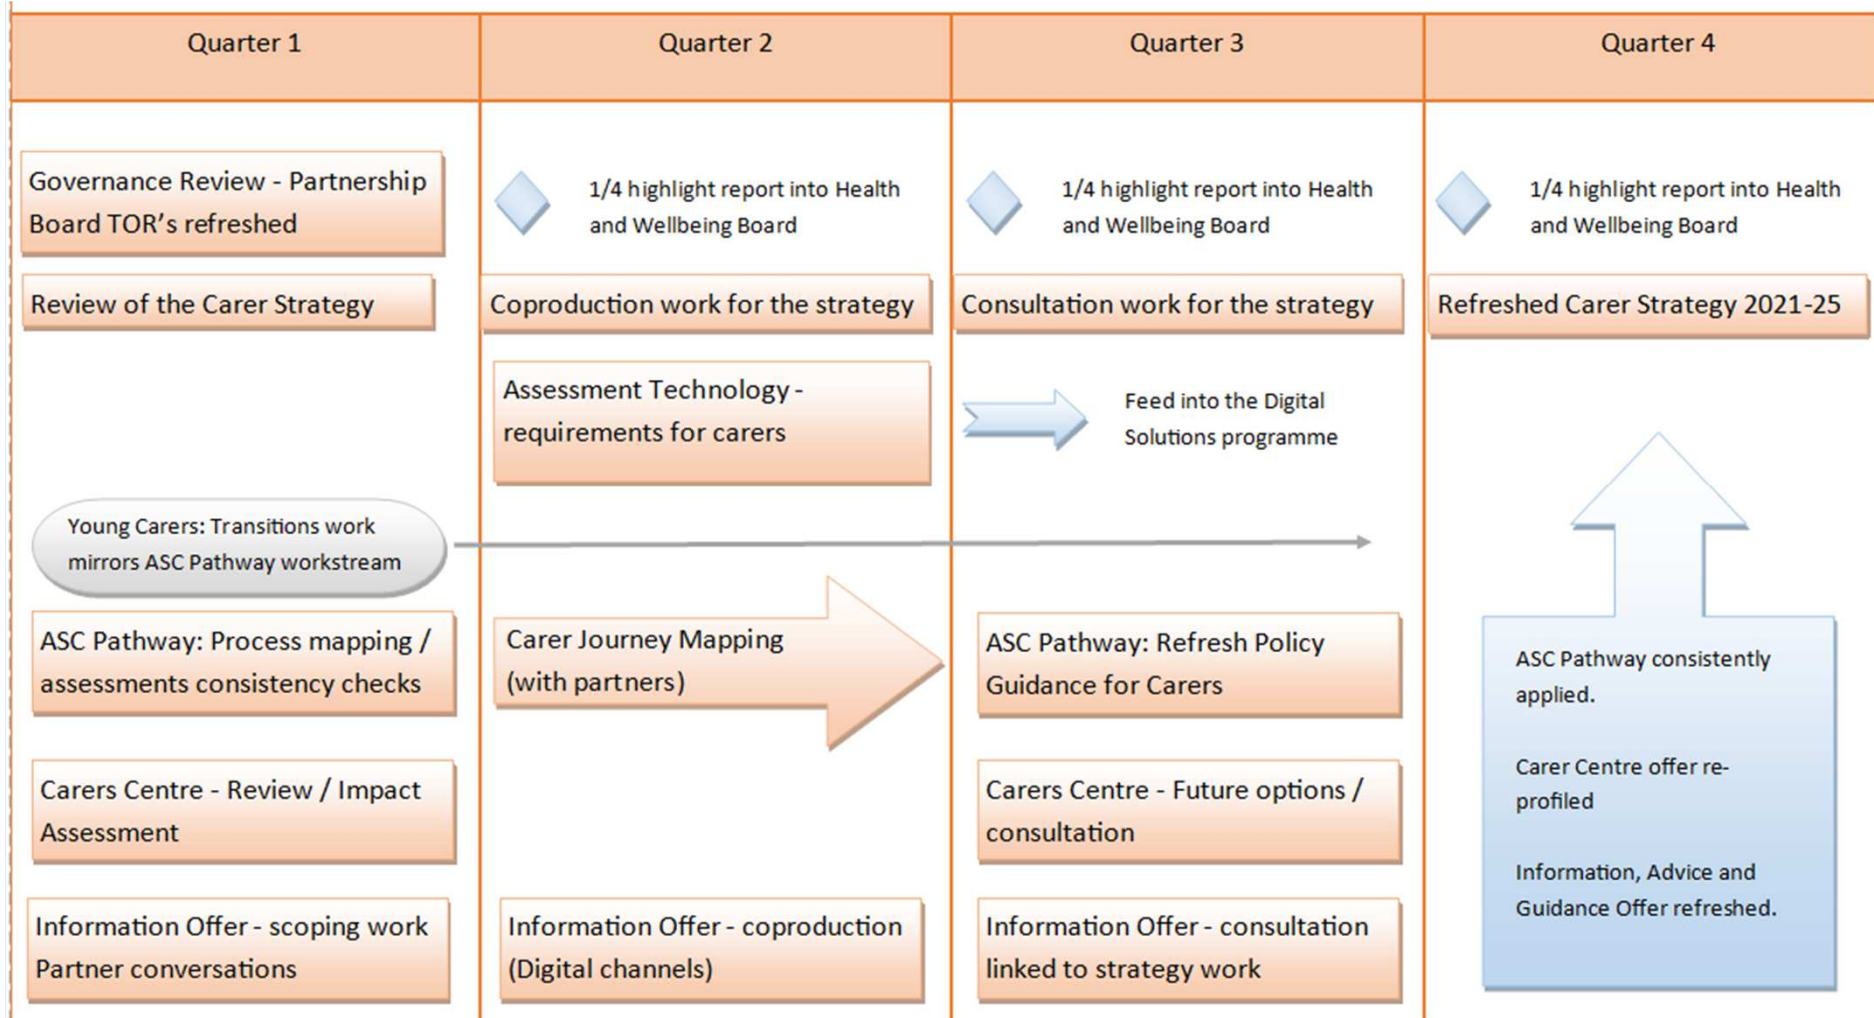 Quarter 1
Quarter 2
Quarter 3
Quarter 4
Governance Review - Partnership
Board TOR's refreshed
1/4 highlight report into Health
and Wellbeing Board
1/4 highlight report into Health
and Wellbeing Board
1/4 highlight report into Health
and Wellbeing Board
Review of the Carer Strategy
Coproduction work for the strategy
Consultation work for the strategy
Refreshed Carer Strategy 2021-25
Assessment Technology -
requirements for carers
Feed into the Digital
Solutions programme
Young Carers: Transitions work
mirrors ASC Pathway workstream
ASC Pathway: Process mapping /
assessments consistency checks
Carer Journey Mapping
(with partners)
ASC Pathway: Refresh Policy
Guidance for Carers
ASC Pathway consistently
applied.
Carer Centre offer re-
profiled
Information, Advice and
Guidance Offer refreshed.
Carers Centre - Review / Impact
Assessment
Carers Centre - Future options /
consultation
Information Offer - scoping work
Partner conversations
Information Offer - coproduction
(Digital channels)
Information Offer - consultation
linked to strategy work